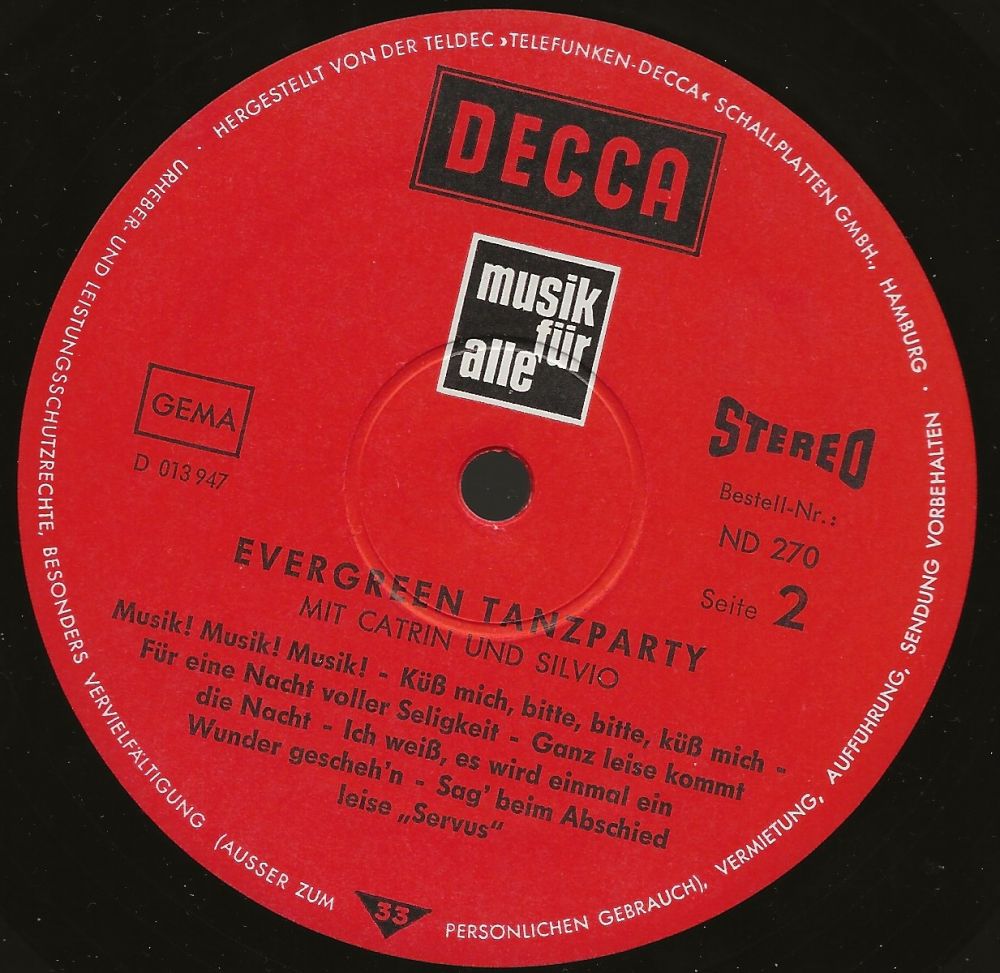 HERGESTELLT VON DER TELDEC »TELEFUNKEN-DECCA« SCHALLPLATTEN GMBH., HAMBURG ·
URHEBER- UND LEISTUNGSSCHUTZRECHTE, BESONDERS VERVIELFÄLTIGUNG (AUSSER ZUM PERSÖNLICHEN GEBRAUCH), VERMIETUNG, AUFFÜHRUNG, SENDUNG VORBEHALTEN ·
DECCA
musik
für
alle
GEMA
D 013 947
STEREO
Bestell-Nr.:
ND 270
Seite 2
EVERGREEN TANZPARTY
MIT CATRIN UND SILVIO
Musik! Musik! Musik! - Küß mich, bitte, bitte, küß mich -
Für eine Nacht voller Seligkeit - Ganz leise kommt
die Nacht - Ich weiß, es wird einmal ein
Wunder gescheh'n - Sag' beim Abschied
leise „Servus"
33